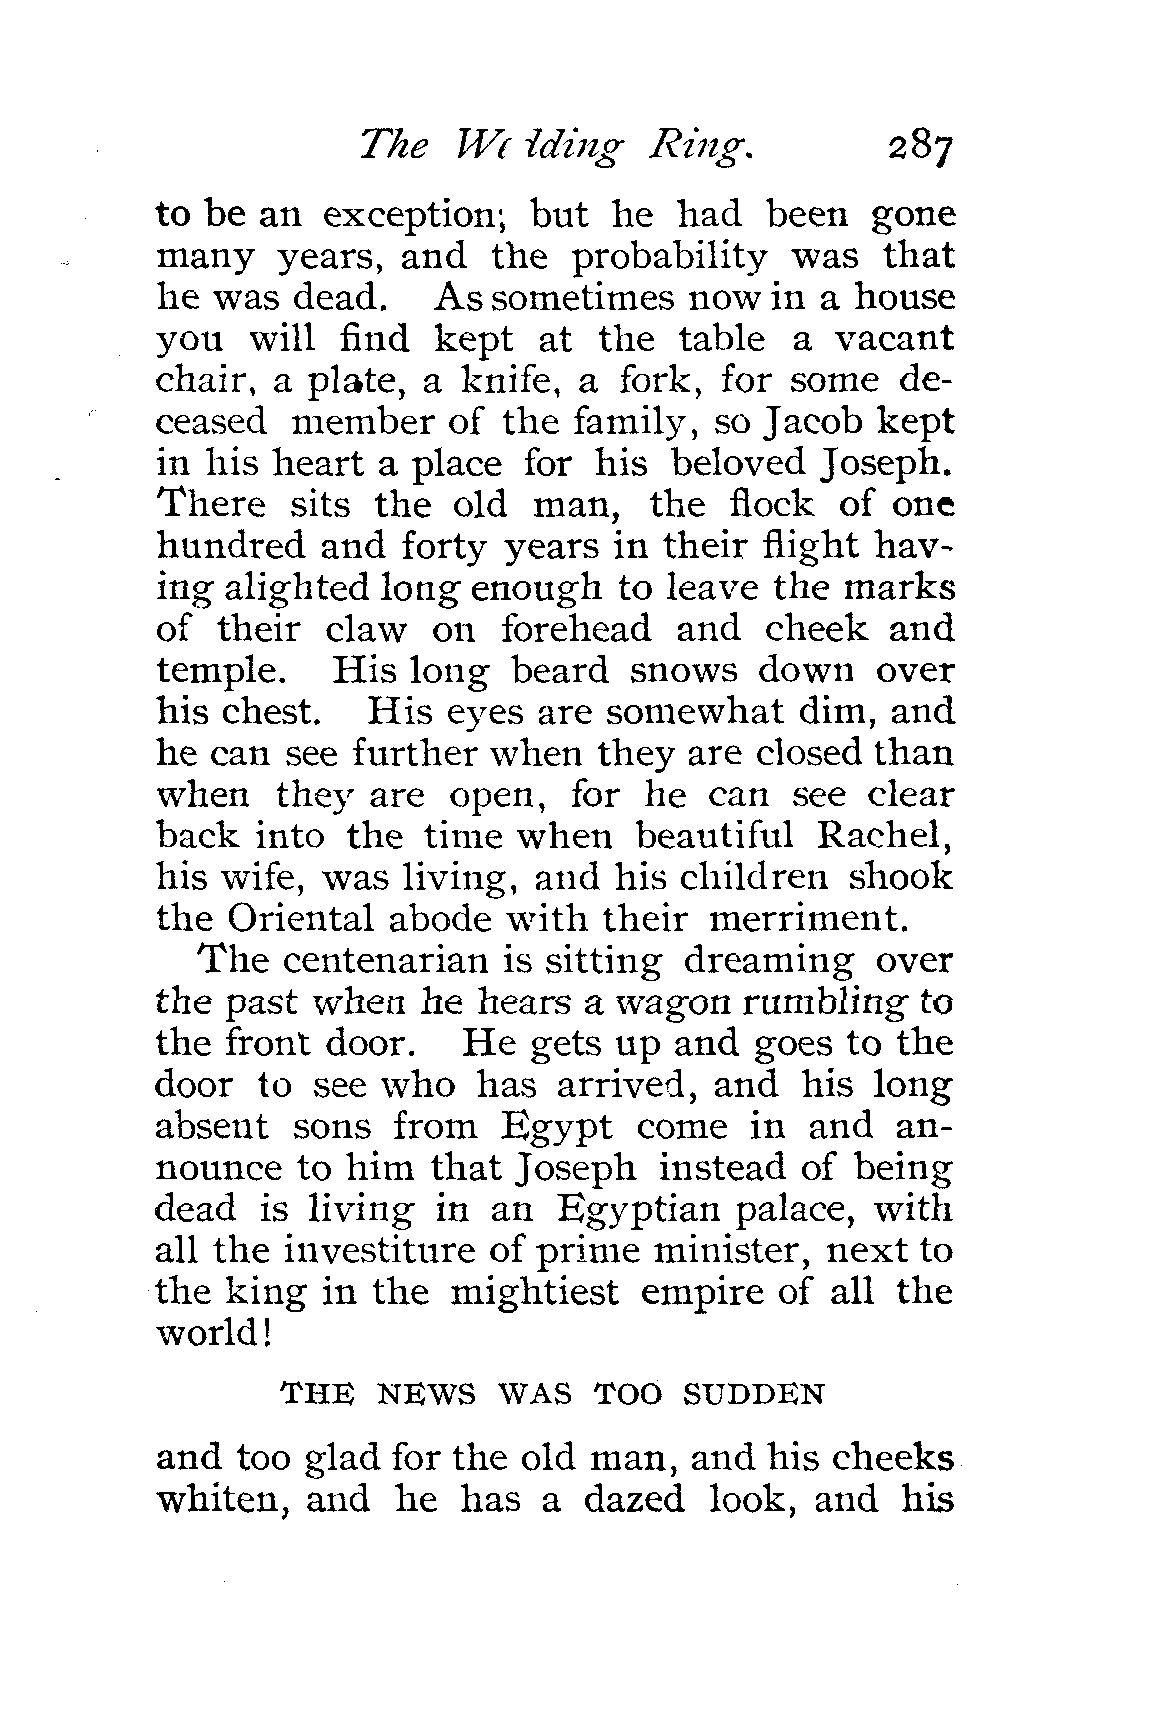 The Wedding Ring. 287
to be an exception; but he had been gone
many years, and the probability was that
he was dead. As sometimes now in a house
you will find kept at the table a vacant
chair, a plate, a knife, a fork, for some de-
ceased member of the family, so Jacob kept
in his heart a place for his beloved Joseph.
There sits the old man, the flock of one
hundred and forty years in their flight hav-
ing alighted long enough to leave the marks
of their claw on forehead and cheek and
temple. His long beard snows down over
his chest. His eyes are somewhat dim, and
he can see further when they are closed than
when they are open, for he can see clear
back into the time when beautiful Rachel,
his wife, was living, and his children shook
the Oriental abode with their merriment.
The centenarian is sitting dreaming over
the past when he hears a wagon rumbling to
the front door. He gets up and goes to the
door to see who has arrived, and his long
absent sons from Egypt come in and an-
nounce to him that Joseph instead of being
dead is living in an Egyptian palace, with
all the investiture of prime minister, next to
the king in the mightiest empire of all the
world!
THE NEWS WAS TOO SUDDEN
and too glad for the old man, and his cheeks
whiten, and he has a dazed look, and his